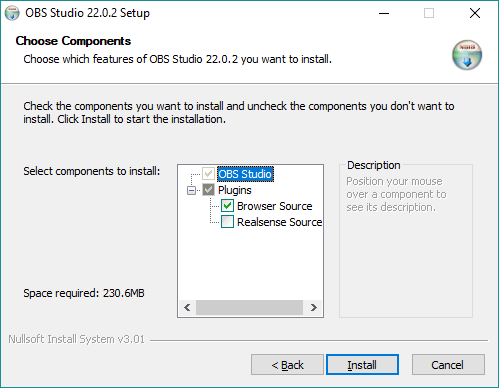 OBS Studio 22.0.2 Setup
Choose Components
Choose which features of OBS Studio 22.0.2 you want to install.
Check the components you want to install and uncheck the components you don't want to
install. Click Install to start the installation.
Select components to install:
OBS Studio
Plugins
Browser Source
Realsense Source
Description
Position your mouse
over a component to
see its description.
Space required: 230.6MB
Nullsoft Install System v3.01
< Back
Install
Cancel